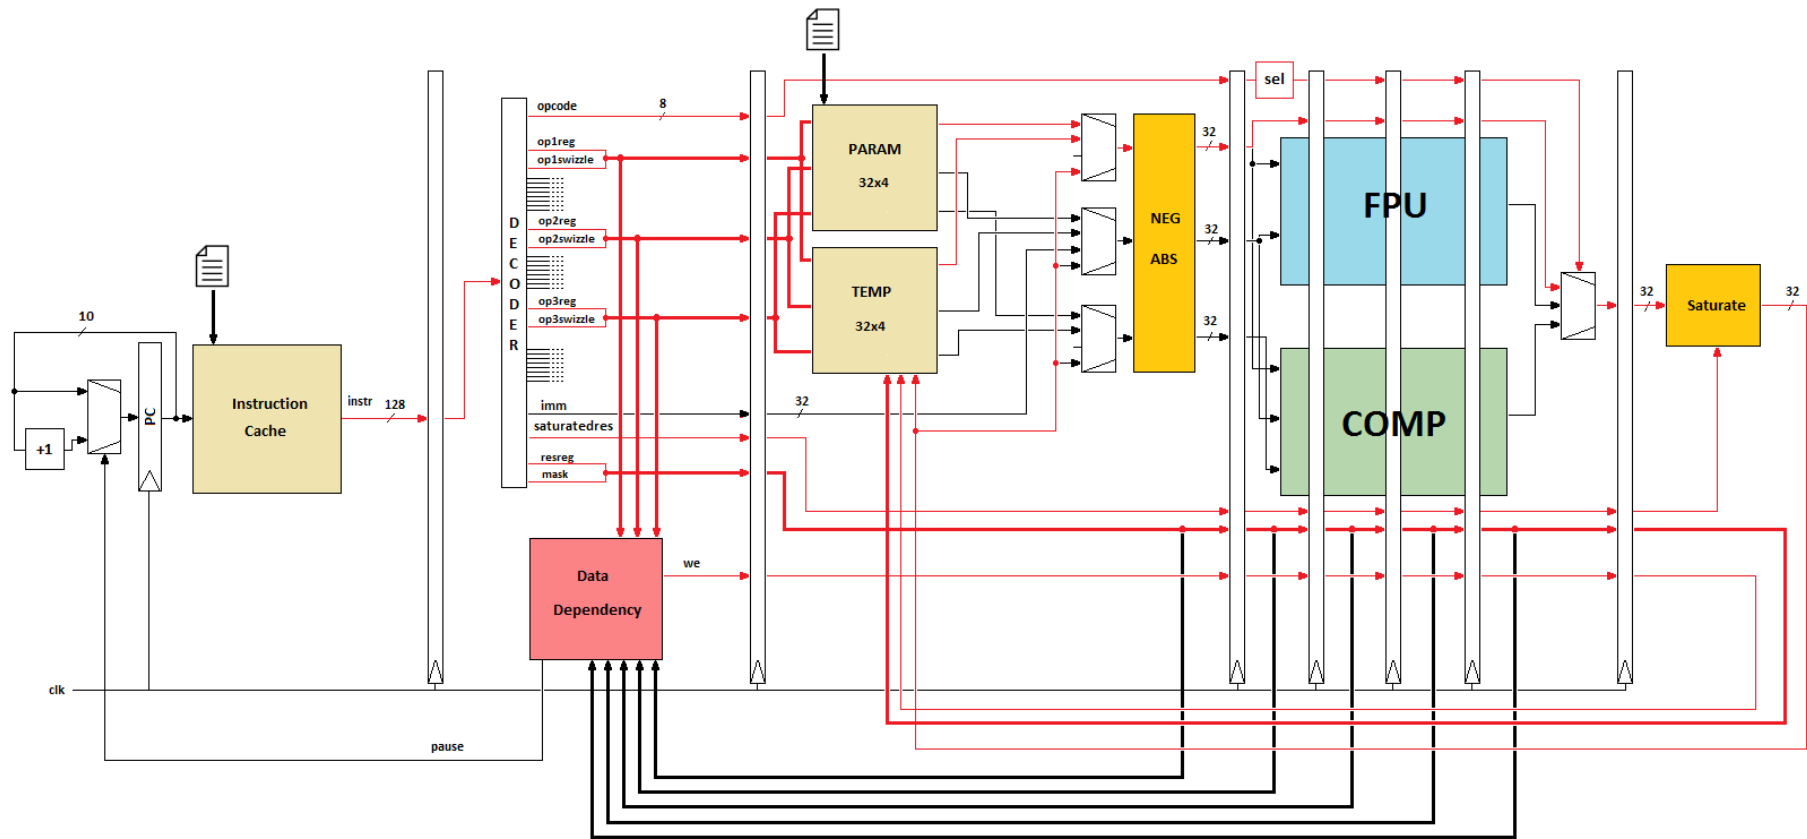 opcode
8
op1reg
op1swizzle
op2reg
op2swizzle
op3reg
op3swizzle
D
E
C
O
D
E
R
imm
saturatedres
resreg
mask
10
PC
+1
Instruction
Cache
instr
128
Data
Dependency
we
clk
pause
PARAM
32x4
TEMP
32x4
32
NEG
ABS
32
32
32
sel
FPU
COMP
32
Saturate
32